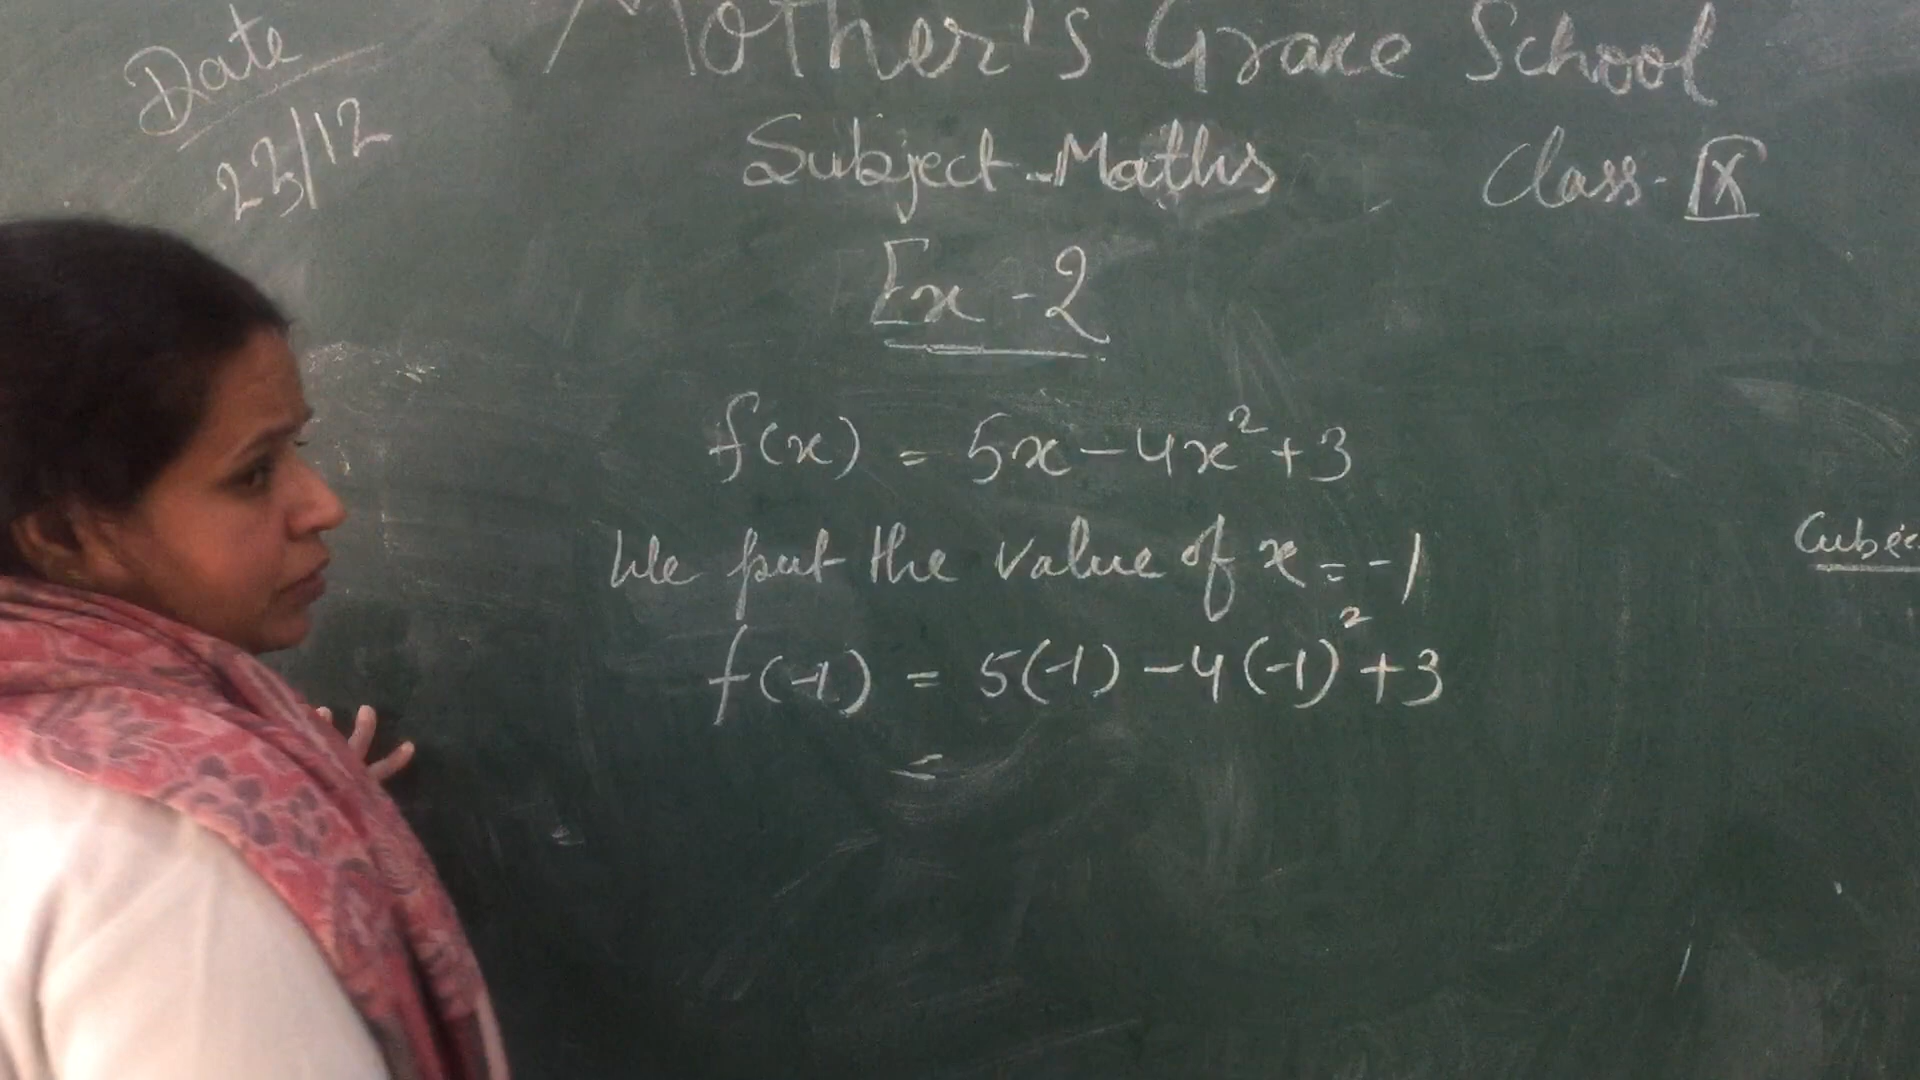 Date
23/12
Mother's Grace School
Subject-Maths
Class-IX
Ex-2
f(x) = 5x-4x²+3
We put the value of x = -1
f(-1) = 5(-1) -4(-1)²+3
=